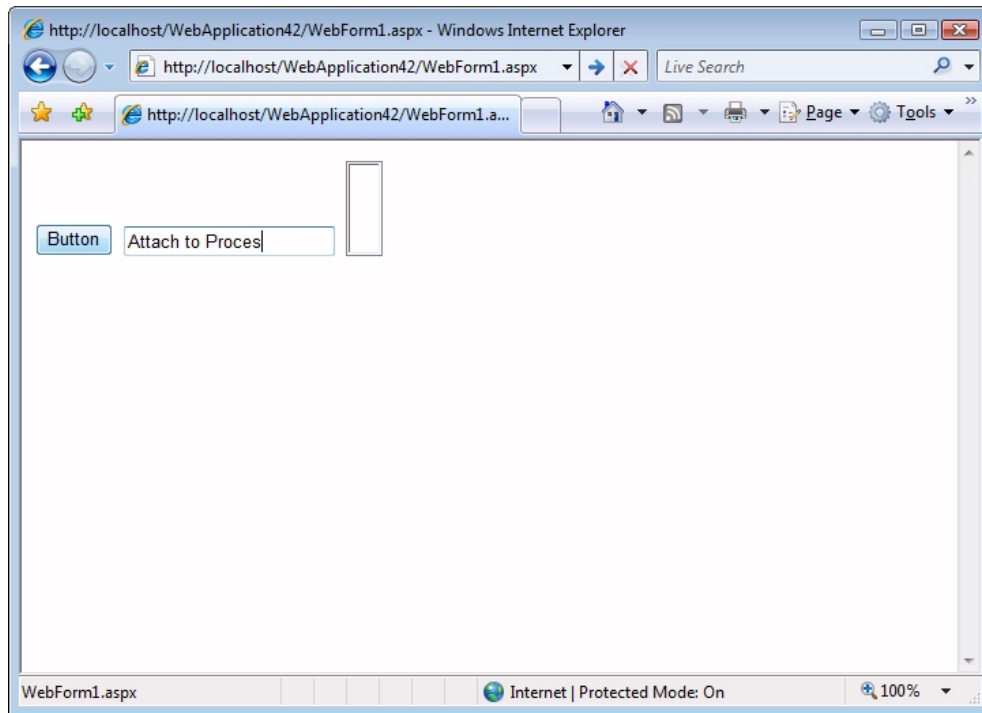 http://localhost/WebApplication42/WebForm1.aspx - Windows Internet Explorer
http://localhost/WebApplication42/WebForm1.aspx Live Search
http://localhost/WebApplication42/WebForm1.a... Page Tools »
Button Attach to Proces
WebForm1.aspx Internet | Protected Mode: On 100%